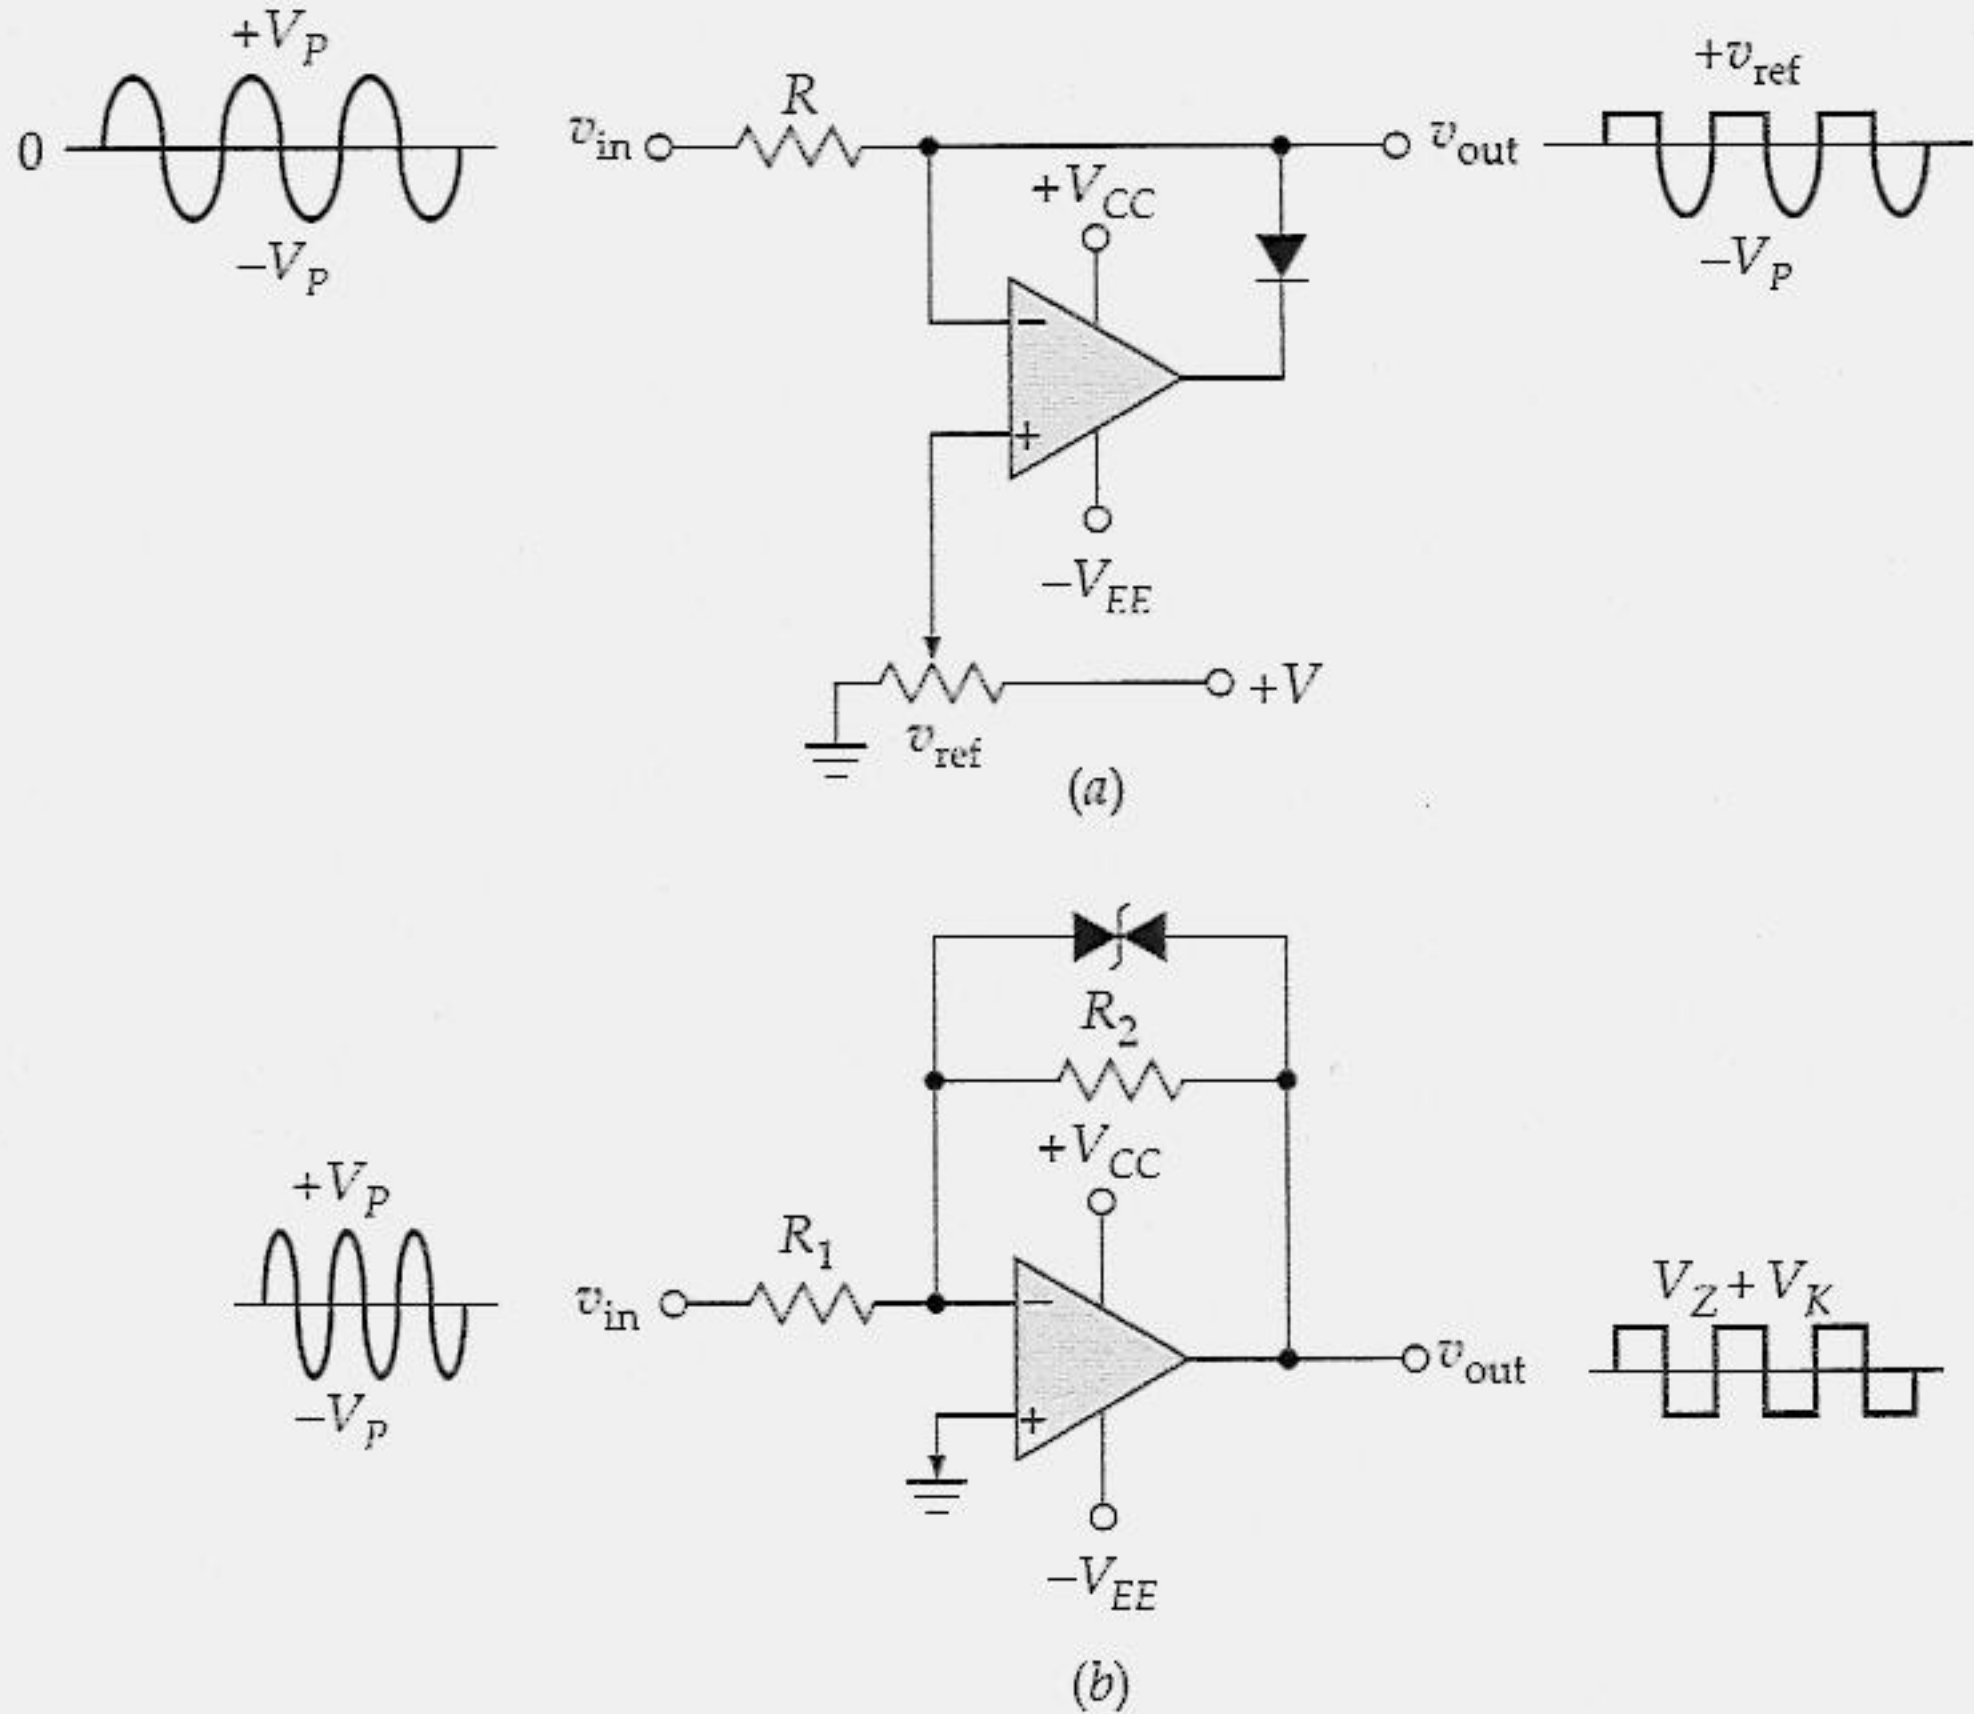 +V_P
0
−V_P
v_in
R
+V_CC
−
+
−V_EE
v_out
+v_ref
−V_P
+V
v_ref
(a)
R_2
+V_CC
+V_P
−V_P
v_in
R_1
−
+
−V_EE
v_out
V_Z + V_K
(b)